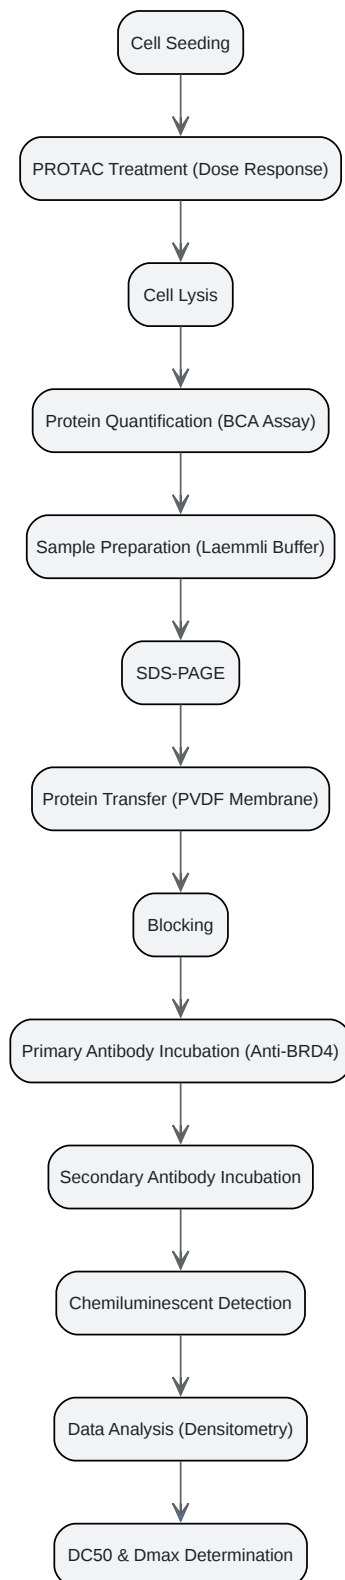 Cell Seeding
PROTAC Treatment (Dose Response)
Cell Lysis
Protein Quantification (BCA Assay)
Sample Preparation (Laemmli Buffer)
SDS-PAGE
Protein Transfer (PVDF Membrane)
Blocking
Primary Antibody Incubation (Anti-BRD4)
Secondary Antibody Incubation
Chemiluminescent Detection
Data Analysis (Densitometry)
DC50 & Dmax Determination